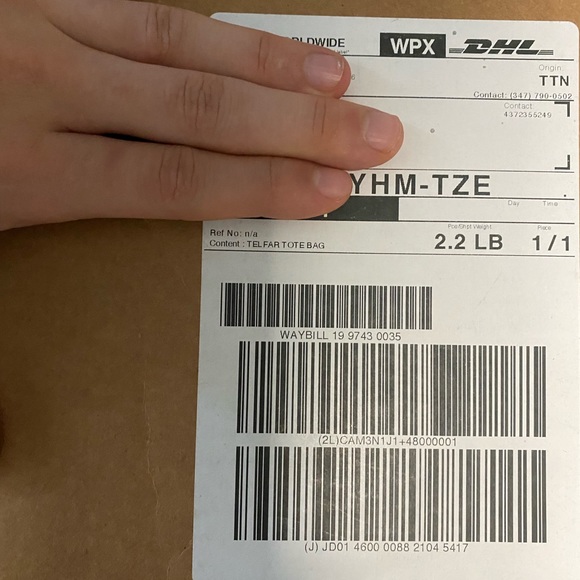 RLDWIDE WPX DHL
Origin:
TTN
Contact: (347) 790-0502
Contact:
4372355249
YHM-TZE
Day Time
Pce/Shpt Weight Piece
Ref No: n/a
2.2 LB 1/1
Content : TELFAR TOTE BAG
WAYBILL 19 9743 0035
(2L)CAM3N1J1+48000001
(J) JD01 4600 0088 2104 5417